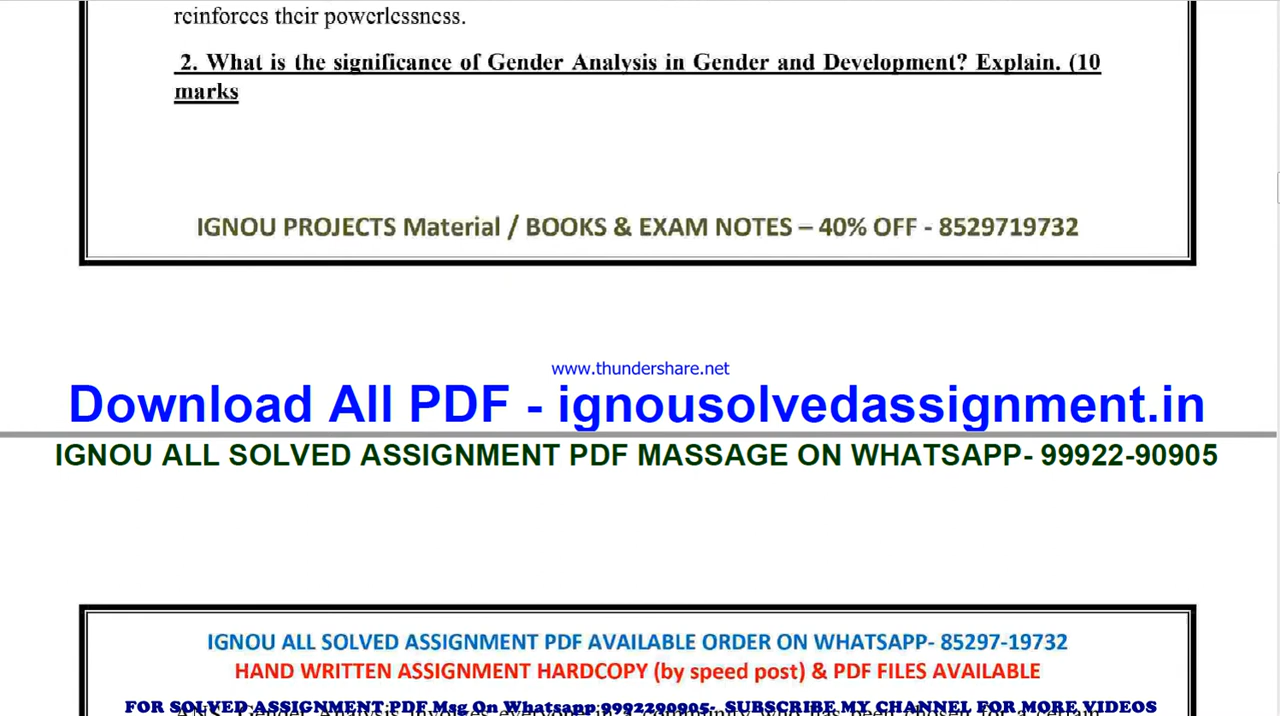 reinforces their powerlessness.
2. What is the significance of Gender Analysis in Gender and Development? Explain. (10
marks
IGNOU PROJECTS Material / BOOKS & EXAM NOTES – 40% OFF - 8529719732
www.thundershare.net
Download All PDF - ignousolvedassignment.in
IGNOU ALL SOLVED ASSIGNMENT PDF MASSAGE ON WHATSAPP- 99922-90905
IGNOU ALL SOLVED ASSIGNMENT PDF AVAILABLE ORDER ON WHATSAPP- 85297-19732
HAND WRITTEN ASSIGNMENT HARDCOPY (by speed post) & PDF FILES AVAILABLE
FOR SOLVED ASSIGNMENT PDF Msg On Whatsapp 9992290905- SUBSCRIBE MY CHANNEL FOR MORE VIDEOS